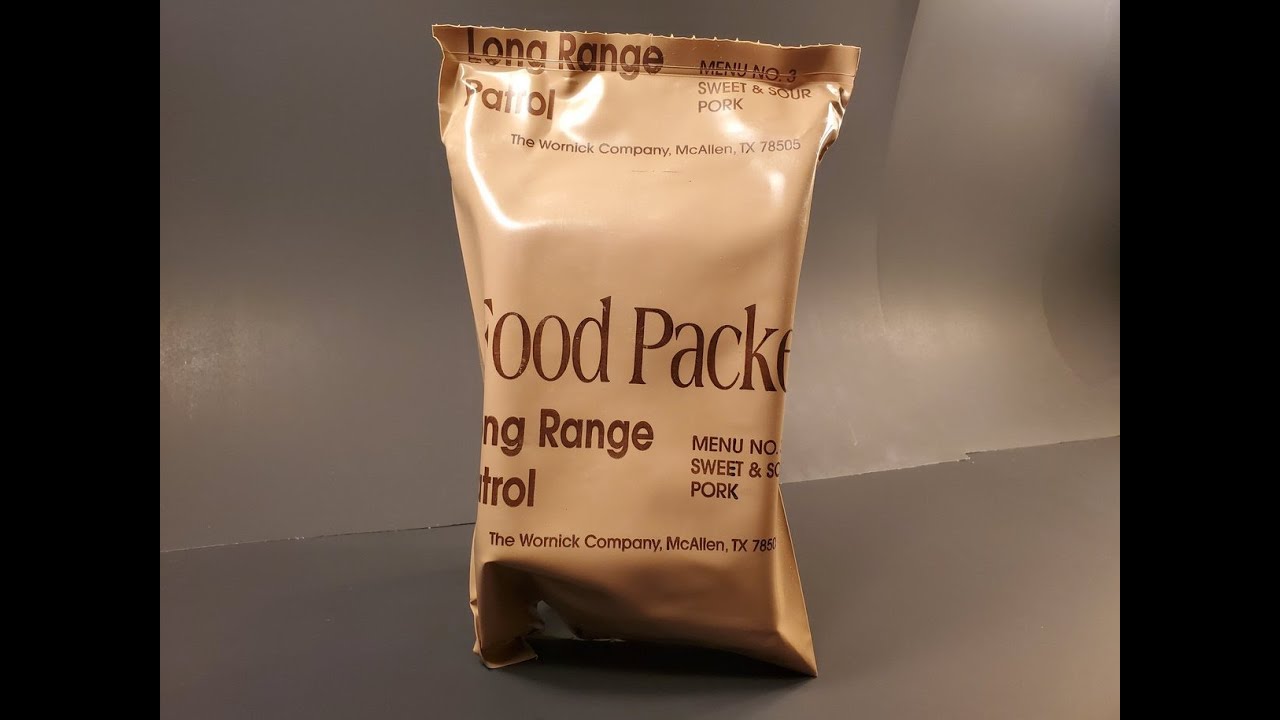 Long Range
Patrol
MENU NO. 3
SWEET & SOUR
PORK
The Wornick Company, McAllen, TX 78505
Food Packe
ng Range
trol
MENU NO.
SWEET & SO
PORK
The Wornick Company, McAllen, TX 7850